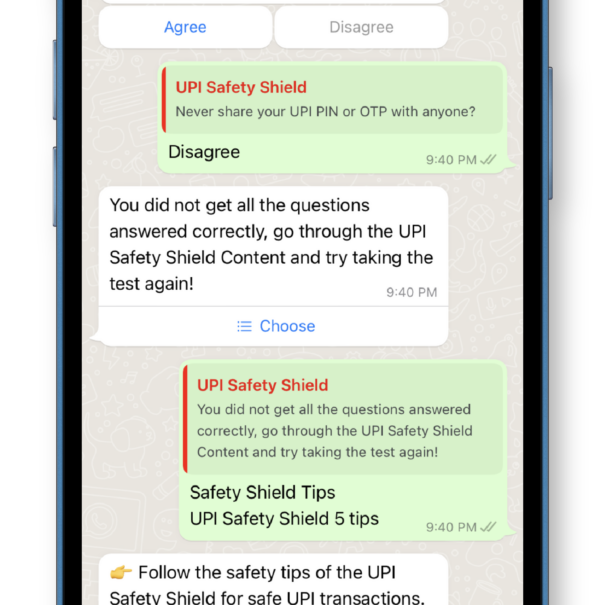 Agree
Disagree
UPI Safety Shield
Never share your UPI PIN or OTP with anyone?
Disagree
9:40 PM
You did not get all the questions
answered correctly, go through the UPI
Safety Shield Content and try taking the
test again!
9:40 PM
Choose
UPI Safety Shield
You did not get all the questions answered
correctly, go through the UPI Safety Shield
Content and try taking the test again!
Safety Shield Tips
UPI Safety Shield 5 tips
9:40 PM
👉 Follow the safety tips of the UPI
Safety Shield for safe UPI transactions.